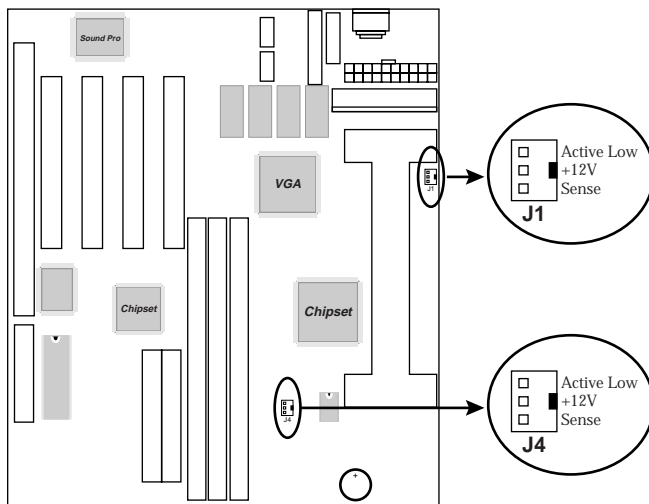 Sound Pro
VGA
J1
Active Low
+12V
Sense
J1
Chipset
Chipset
J4
Active Low
+12V
Sense
J4
+